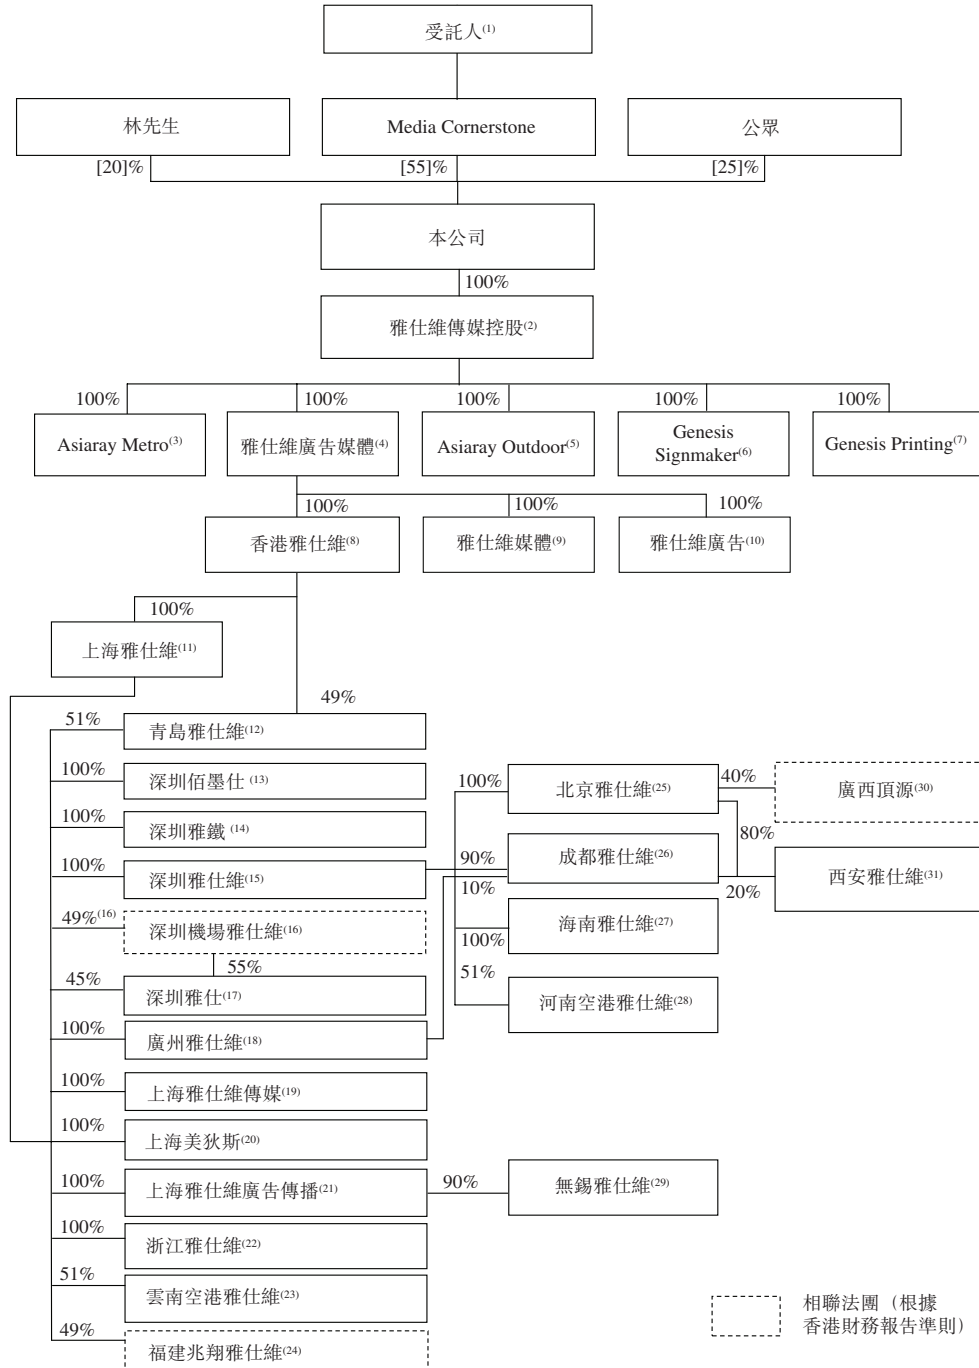 受託人(1)
林先生
Media Cornerstone
公眾
[20]%
[55]%
[25]%
本公司
100%
雅仕維傳媒控股(2)
100%
100%
100%
100%
100%
Asiaray Metro(3)
雅仕維廣告媒體(4)
Asiaray Outdoor(5)
Genesis
Signmaker(6)
Genesis Printing(7)
100%
100%
100%
香港雅仕維(8)
雅仕維媒體(9)
雅仕維廣告(10)
100%
上海雅仕維(11)
49%
51%
青島雅仕維(12)
100%
深圳佰墨仕(13)
100%
深圳雅鐵(14)
100%
深圳雅仕維(15)
49%(16)
深圳機場雅仕維(16)
55%
45%
深圳雅仕(17)
100%
廣州雅仕維(18)
100%
上海雅仕維傳媒(19)
100%
上海美狄斯(20)
100%
上海雅仕維廣告傳播(21)
100%
浙江雅仕維(22)
51%
雲南空港雅仕維(23)
49%
福建兆翔雅仕維(24)
100%
北京雅仕維(25)
40%
廣西頂源(30)
80%
90%
成都雅仕維(26)
10%
20%
西安雅仕維(31)
海南雅仕維(27)
100%
51%
河南空港雅仕維(28)
90%
無錫雅仕維(29)
相聯法團（根據
香港財務報告準則）